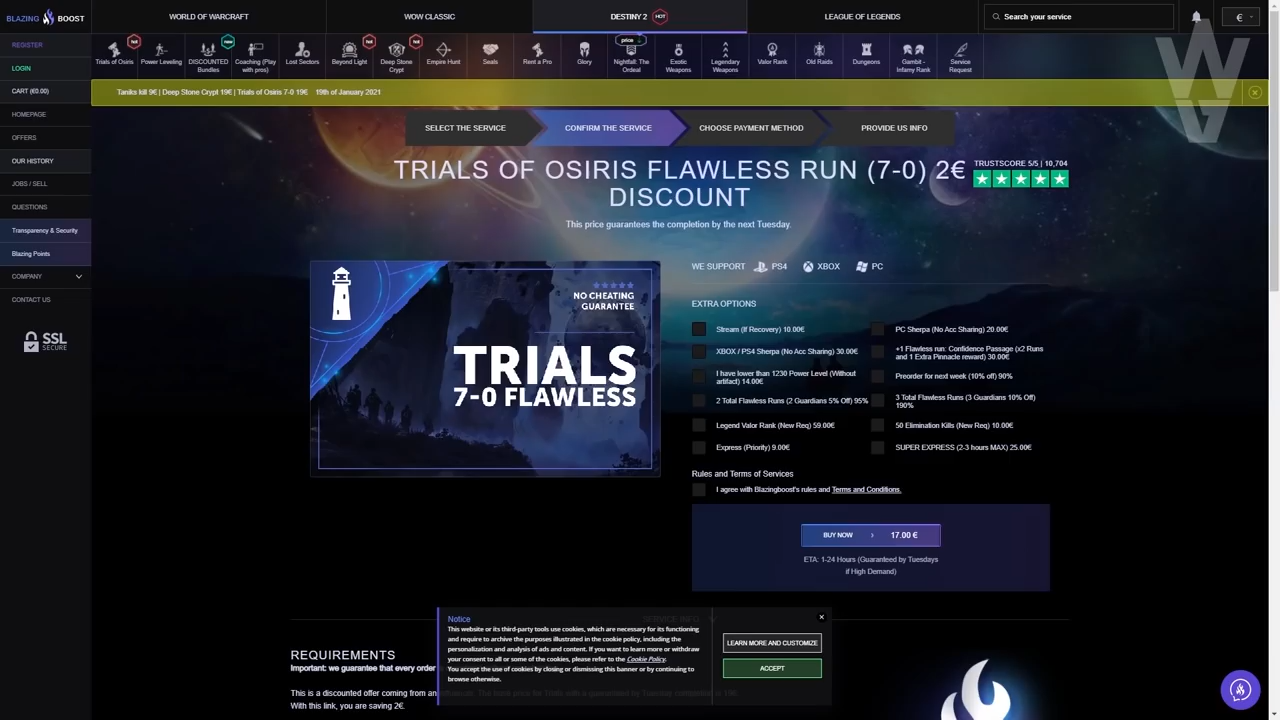 BLAZING BOOST
WORLD OF WARCRAFT
WOW CLASSIC
DESTINY 2 HOT
LEAGUE OF LEGENDS
Search your service
€
REGISTER
LOGIN
CART (€0.00)
HOMEPAGE
OFFERS
OUR HISTORY
JOBS / SELL
QUESTIONS
Transparency & Security
Blazing Points
COMPANY
CONTACT US
SSL
SECURE
hot
Trials of Osiris
Power Leveling
new
DISCOUNTED
Bundles
Coaching (Play
with pros)
Lost Sectors
hot
Beyond Light
hot
Deep Stone
Crypt
Empire Hunt
Seals
Rent a Pro
Glory
price ↓
Nightfall: The
Ordeal
Exotic
Weapons
Legendary
Weapons
Valor Rank
Old Raids
Dungeons
Gambit -
Infamy Rank
Service
Request
Taniks kill 9€ | Deep Stone Crypt 19€ | Trials of Osiris 7-0 19€ 19th of January 2021
SELECT THE SERVICE
CONFIRM THE SERVICE
CHOOSE PAYMENT METHOD
PROVIDE US INFO
TRIALS OF OSIRIS FLAWLESS RUN (7-0) 2€
DISCOUNT
TRUSTSCORE 5/5 | 10,704
This price guarantees the completion by the next Tuesday.
NO CHEATING
GUARANTEE
TRIALS
7-0 FLAWLESS
WE SUPPORT PS4 XBOX PC
EXTRA OPTIONS
Stream (If Recovery) 10.00€
PC Sherpa (No Acc Sharing) 20.00€
XBOX / PS4 Sherpa (No Acc Sharing) 30.00€
+1 Flawless run: Confidence Passage (x2 Runs
and 1 Extra Pinnacle reward) 30.00€
I have lower than 1230 Power Level (Without
artifact) 14.00€
Preorder for next week (10% off) 90%
2 Total Flawless Runs (2 Guardians 5% Off) 95%
3 Total Flawless Runs (3 Guardians 10% Off)
190%
Legend Valor Rank (New Req) 59.00€
50 Elimination Kills (New Req) 10.00€
Express (Priority) 9.00€
SUPER EXPRESS (2-3 hours MAX) 25.00€
Rules and Terms of Services
I agree with Blazingboost's rules and Terms and Conditions.
BUY NOW › 17.00 €
ETA: 1-24 Hours (Guaranteed by Tuesdays
if High Demand)
REQUIREMENTS
Important: we guarantee that every order
This is a discounted offer coming from an
With this link, you are saving 2€.
Notice
This website or its third-party tools use cookies, which are necessary for its functioning
and require to archive the purposes illustrated in the cookie policy, including the
personalization and analysis of ads and content. If you want to learn more or withdraw
your consent to all or some of the cookies, please refer to the Cookie Policy.
You accept the use of cookies by closing or dismissing this banner or by continuing to
browse otherwise.
LEARN MORE AND CUSTOMIZE
ACCEPT